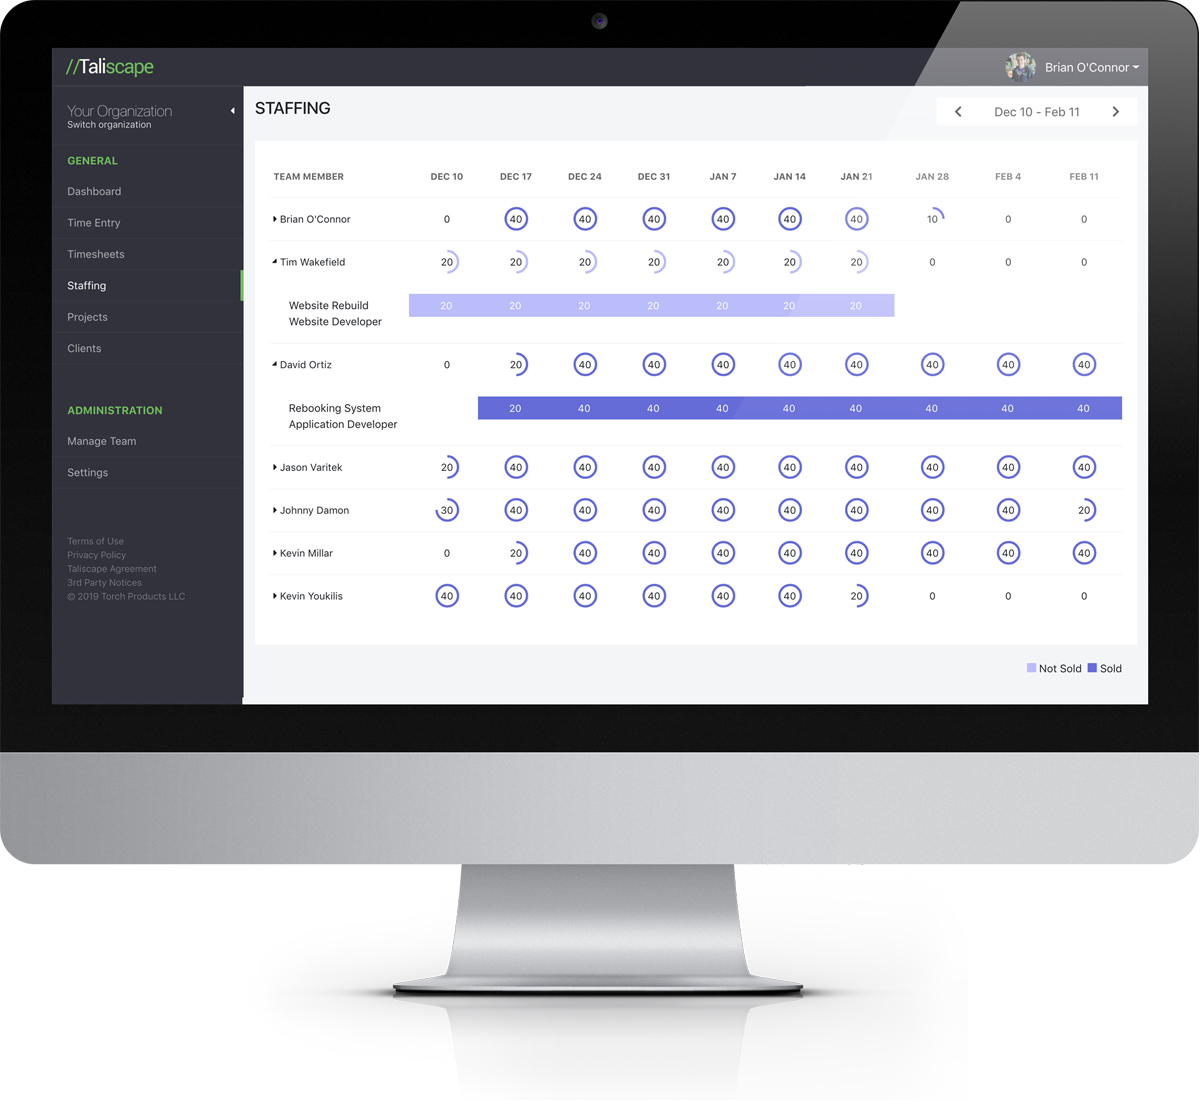 //Taliscape
Brian O'Connor
Your Organization
Switch organization
GENERAL
Dashboard
Time Entry
Timesheets
Staffing
Projects
Clients
ADMINISTRATION
Manage Team
Settings
Terms of Use
Privacy Policy
Taliscape Agreement
3rd Party Notices
© 2019 Torch Products LLC
STAFFING
Dec 10 - Feb 11
TEAM MEMBER DEC 10 DEC 17 DEC 24 DEC 31 JAN 7 JAN 14 JAN 21 JAN 28 FEB 4 FEB 11
Brian O'Connor 0 40 40 40 40 40 40 10 0 0
Tim Wakefield 20 20 20 20 20 20 20 0 0 0
Website Rebuild 20 20 20 20 20 20 20
Website Developer
David Ortiz 0 20 40 40 40 40 40 40 40 40
Rebooking System 20 40 40 40 40 40 40 40 40
Application Developer
Jason Varitek 20 40 40 40 40 40 40 40 40 40
Johnny Damon 30 40 40 40 40 40 40 40 40 20
Kevin Millar 0 20 40 40 40 40 40 40 40 40
Kevin Youkilis 40 40 40 40 40 40 20 0 0 0
Not Sold Sold